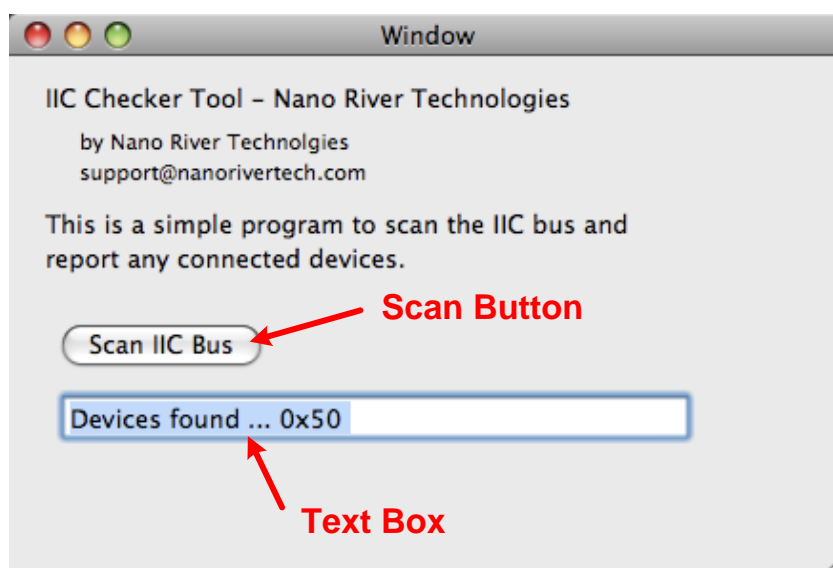 Window
IIC Checker Tool – Nano River Technologies
by Nano River Technolgies
support@nanorivertech.com
This is a simple program to scan the IIC bus and
report any connected devices.
Scan Button
Scan IIC Bus
Devices found ... 0x50
Text Box